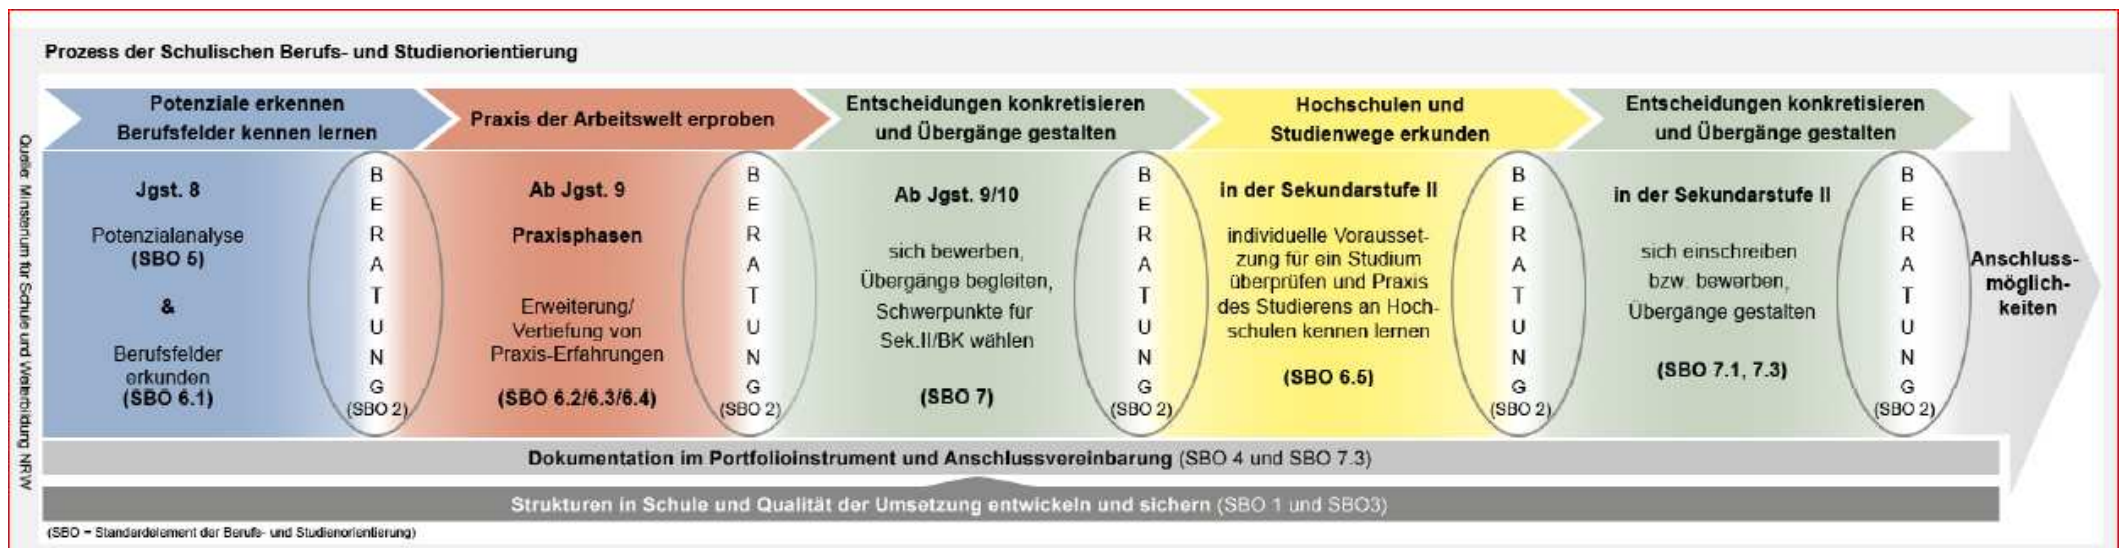 Prozess der Schulischen Berufs- und Studienorientierung
Potenziale erkennen
Berufsfelder kennen lernen
Praxis der Arbeitswelt erproben
Entscheidungen konkretisieren
und Übergänge gestalten
Hochschulen und
Studienwege erkunden
Entscheidungen konkretisieren
und Übergänge gestalten
Jgst. 8
Potenzialanalyse
(SBO 5)
&
Berufsfelder
erkunden
(SBO 6.1)
BERATUNG
(SBO 2)
Ab Jgst. 9
Praxisphasen
Erweiterung/
Vertiefung von
Praxis-Erfahrungen
(SBO 6.2/6.3/6.4)
BERATUNG
(SBO 2)
Ab Jgst. 9/10
sich bewerben,
Übergänge begleiten,
Schwerpunkte für
Sek.II/BK wählen
(SBO 7)
BERATUNG
(SBO 2)
in der Sekundarstufe II
individuelle Vorausset-
zung für ein Studium
überprüfen und Praxis
des Studierens an Hoch-
schulen kennen lernen
(SBO 6.5)
BERATUNG
(SBO 2)
in der Sekundarstufe II
sich einschreiben
bzw. bewerben,
Übergänge gestalten
(SBO 7.1, 7.3)
BERATUNG
(SBO 2)
Anschluss-
möglich-
keiten
Dokumentation im Portfolioinstrument und Anschlussvereinbarung (SBO 4 und SBO 7.3)
Strukturen in Schule und Qualität der Umsetzung entwickeln und sichern (SBO 1 und SBO3)
(SBO = Standardelement der Berufs- und Studienorientierung)
Quelle: Ministerium für Schule und Weiterbildung NRW